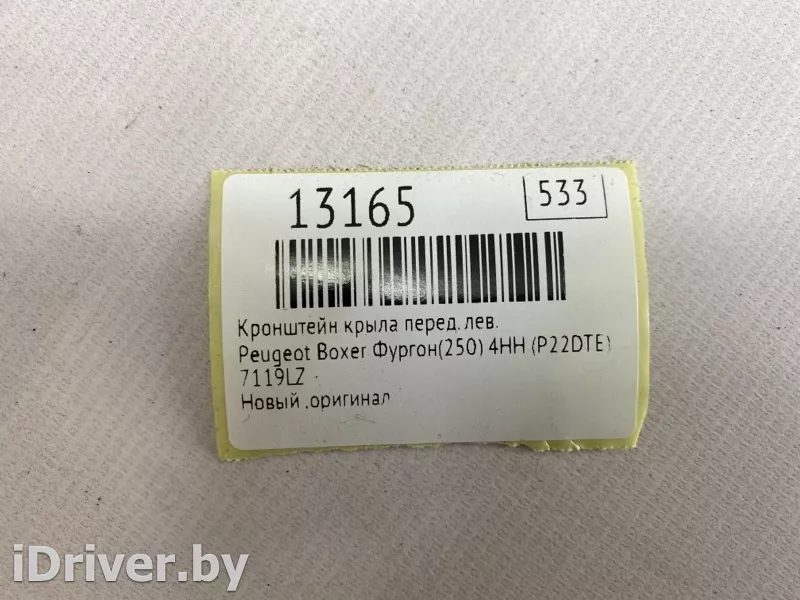 13165
533
Кронштейн крыла перед. лев.
Peugeot Boxer Фургон(250) 4HH (P22DTE)
7119LZ
Новый ,оригинал
iDriver.by